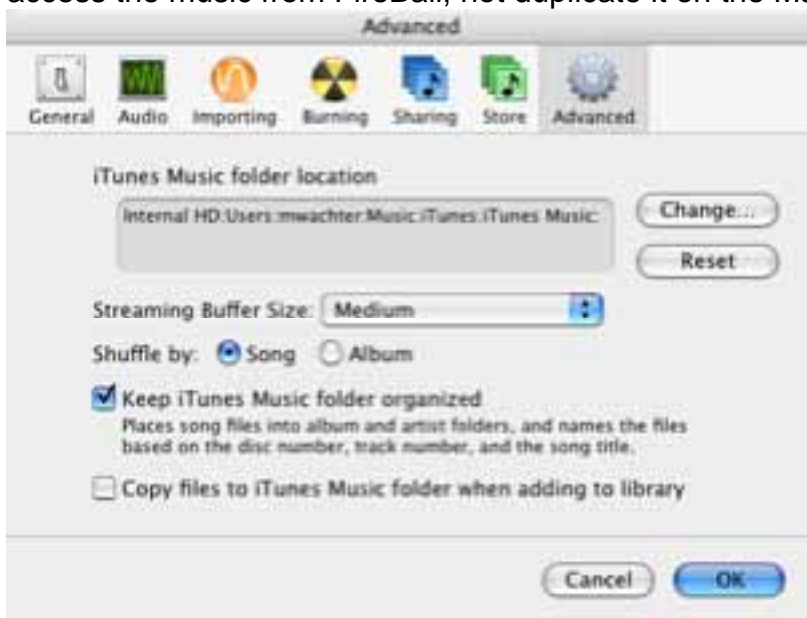 access the music from FireBall, not duplicate it on the M
Advanced
General Audio Importing Burning Sharing Store Advanced
iTunes Music folder location
Internal HD:Users:mwachter:Music:iTunes:iTunes Music:
Change...
Reset
Streaming Buffer Size: Medium
Shuffle by: Song Album
Keep iTunes Music folder organized
Places song files into album and artist folders, and names the files
based on the disc number, track number, and the song title.
Copy files to iTunes Music folder when adding to library
Cancel OK